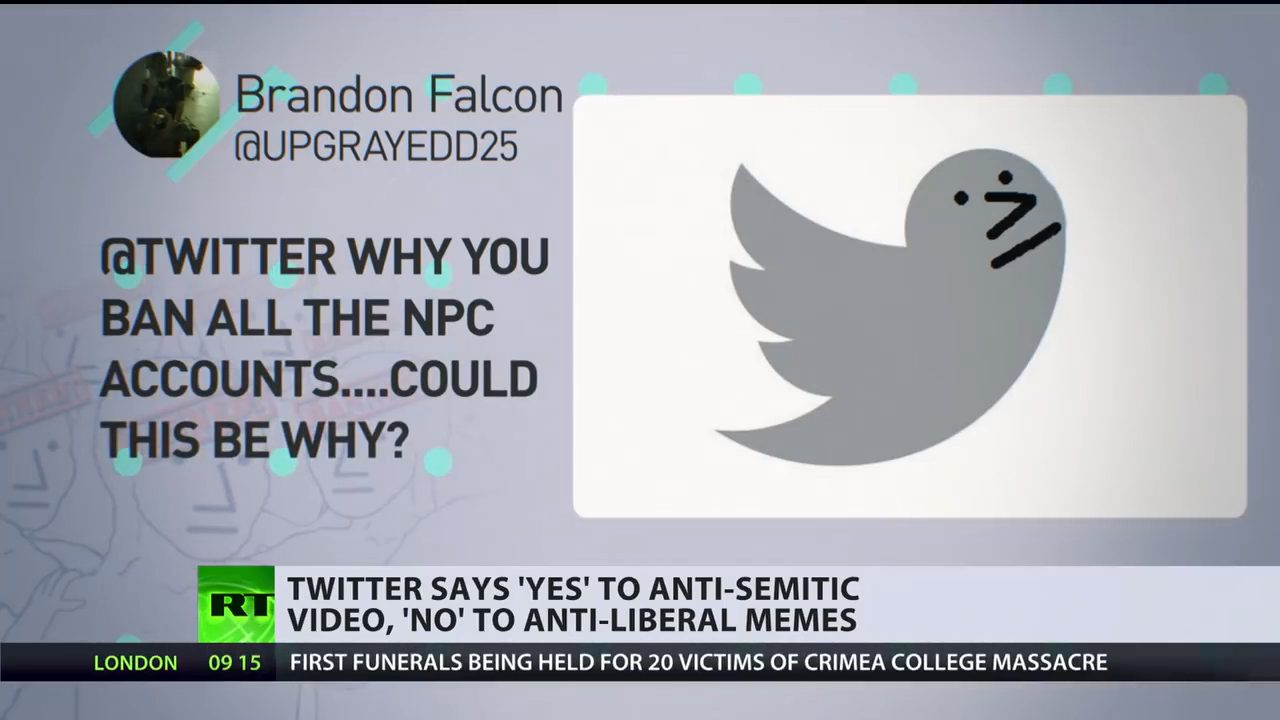 Brandon Falcon
@UPGRAYEDD25
@TWITTER WHY YOU
BAN ALL THE NPC
ACCOUNTS....COULD
THIS BE WHY?
RT
TWITTER SAYS 'YES' TO ANTI-SEMITIC
VIDEO, 'NO' TO ANTI-LIBERAL MEMES
LONDON 09 15 FIRST FUNERALS BEING HELD FOR 20 VICTIMS OF CRIMEA COLLEGE MASSACRE